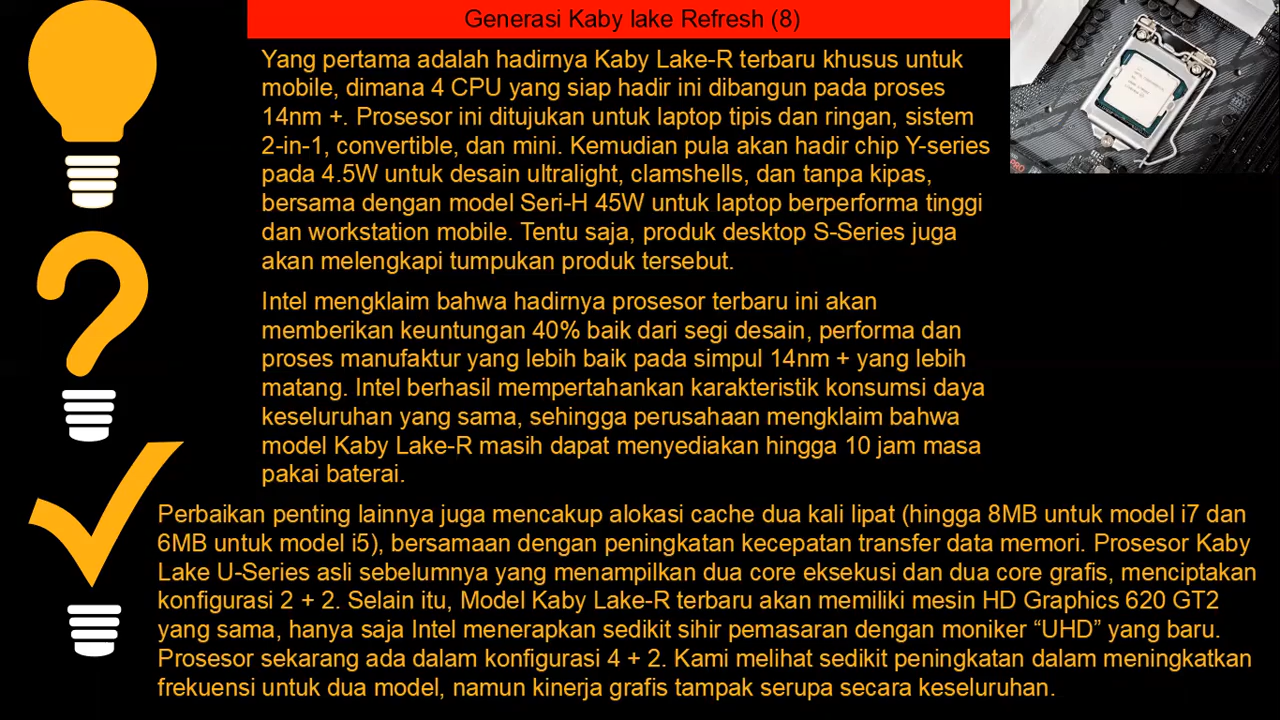 Generasi Kaby lake Refresh (8)
Yang pertama adalah hadirnya Kaby Lake-R terbaru khusus untuk
mobile, dimana 4 CPU yang siap hadir ini dibangun pada proses
14nm +. Prosesor ini ditujukan untuk laptop tipis dan ringan, sistem
2-in-1, convertible, dan mini. Kemudian pula akan hadir chip Y-series
pada 4.5W untuk desain ultralight, clamshells, dan tanpa kipas,
bersama dengan model Seri-H 45W untuk laptop berperforma tinggi
dan workstation mobile. Tentu saja, produk desktop S-Series juga
akan melengkapi tumpukan produk tersebut.
Intel mengklaim bahwa hadirnya prosesor terbaru ini akan
memberikan keuntungan 40% baik dari segi desain, performa dan
proses manufaktur yang lebih baik pada simpul 14nm + yang lebih
matang. Intel berhasil mempertahankan karakteristik konsumsi daya
keseluruhan yang sama, sehingga perusahaan mengklaim bahwa
model Kaby Lake-R masih dapat menyediakan hingga 10 jam masa
pakai baterai.
Perbaikan penting lainnya juga mencakup alokasi cache dua kali lipat (hingga 8MB untuk model i7 dan
6MB untuk model i5), bersamaan dengan peningkatan kecepatan transfer data memori. Prosesor Kaby
Lake U-Series asli sebelumnya yang menampilkan dua core eksekusi dan dua core grafis, menciptakan
konfigurasi 2 + 2. Selain itu, Model Kaby Lake-R terbaru akan memiliki mesin HD Graphics 620 GT2
yang sama, hanya saja Intel menerapkan sedikit sihir pemasaran dengan moniker “UHD” yang baru.
Prosesor sekarang ada dalam konfigurasi 4 + 2. Kami melihat sedikit peningkatan dalam meningkatkan
frekuensi untuk dua model, namun kinerja grafis tampak serupa secara keseluruhan.